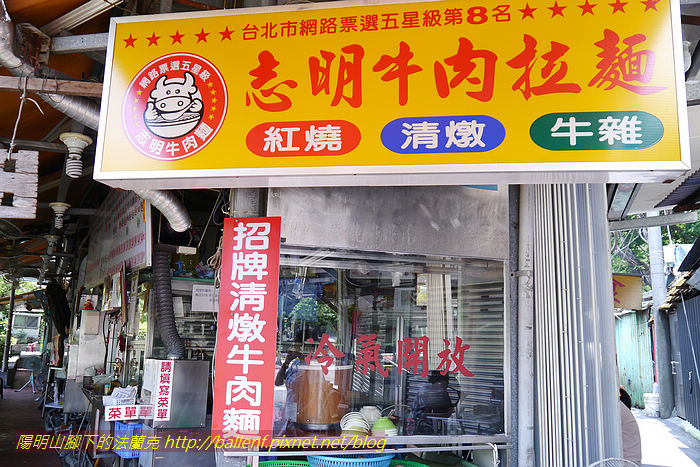 台北市網路票選五星級第8名
網路票選五星級
志明牛肉麵
志明牛肉拉麵
紅燒
清燉
牛雜
招牌清燉牛肉麵
冷氣開放
請填寫菜單
菜單
菜單
陽明山腳下的法蘭克 http://ballenf.pixnet.net/blog